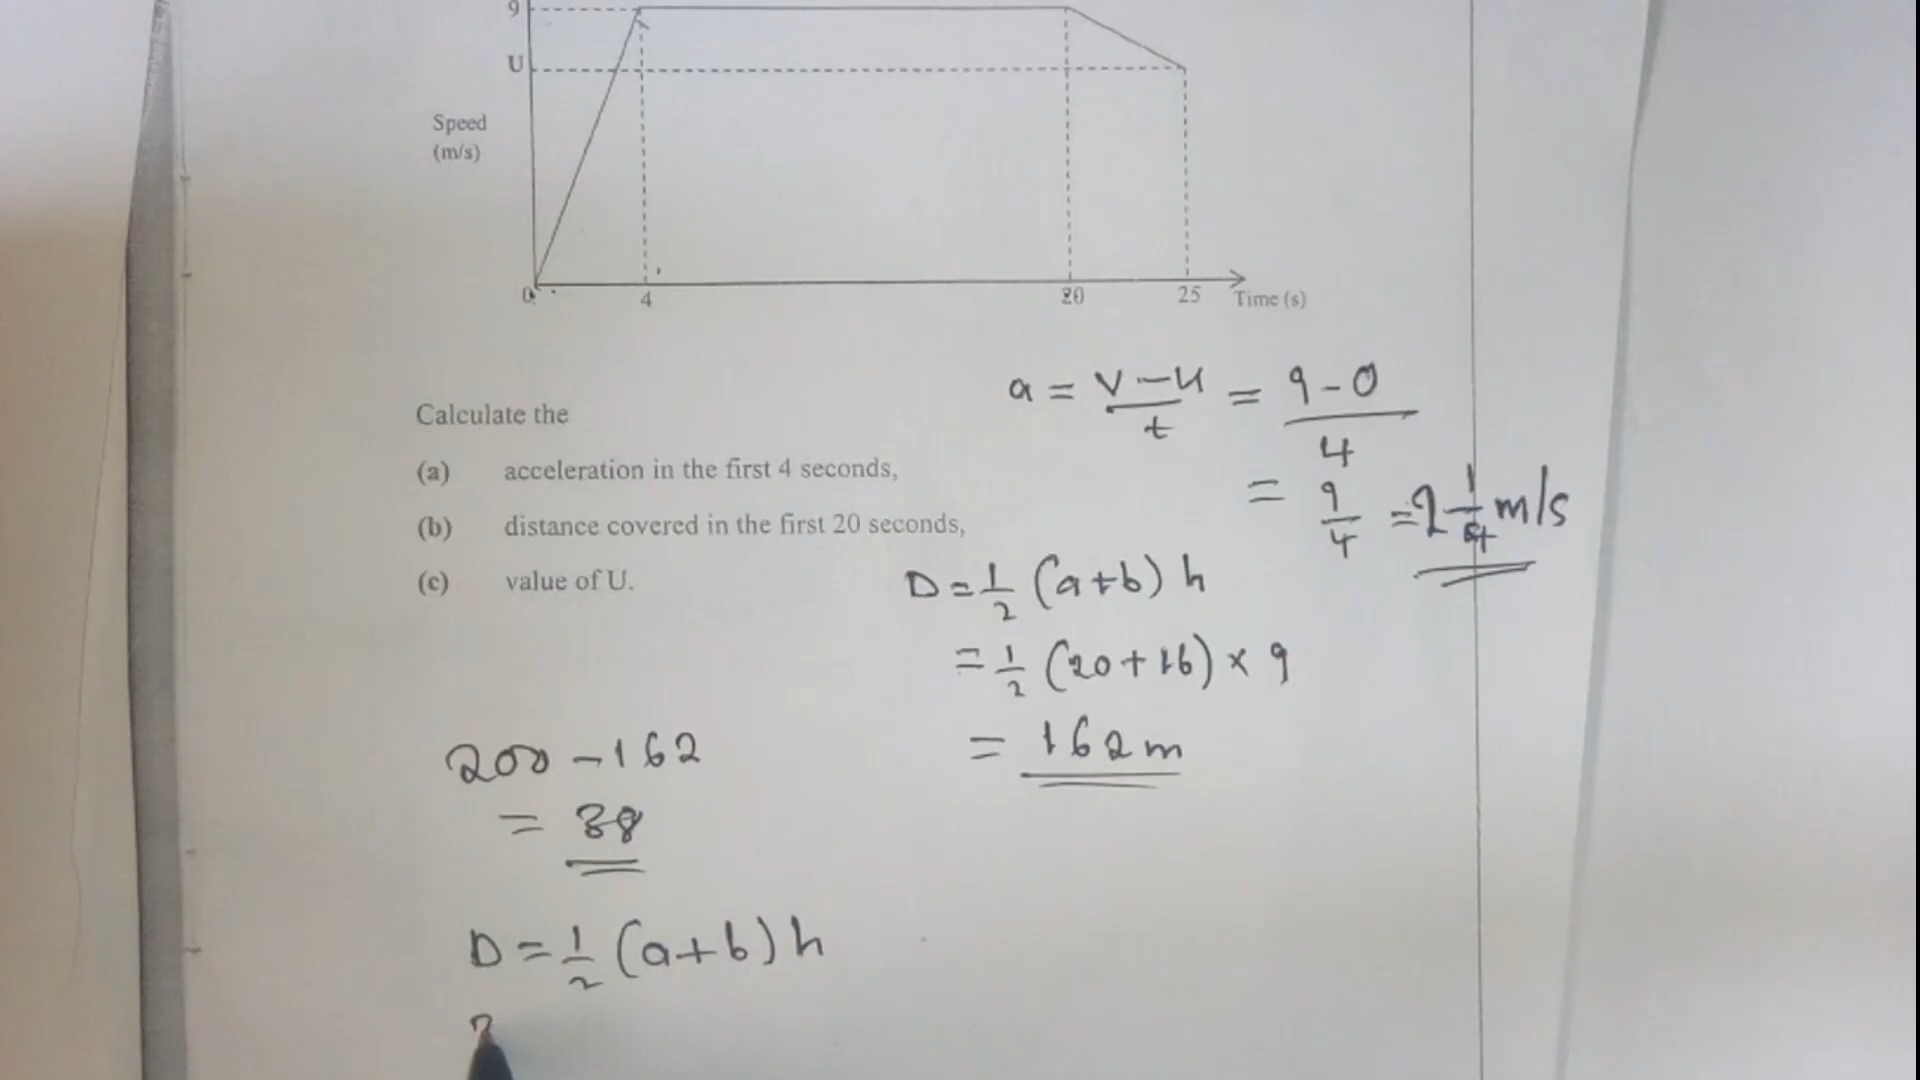 9
U
Speed
(m/s)
0 4 20 25 Time (s)
a = v-u/t = 9-0/4
= 9/4 = 2 1/4 m/s
Calculate the
(a) acceleration in the first 4 seconds,
(b) distance covered in the first 20 seconds,
(c) value of U.
D = 1/2 (a+b) h
= 1/2 (20+16) × 9
= 162m
200 - 162
= 38
D = 1/2 (a+b) h